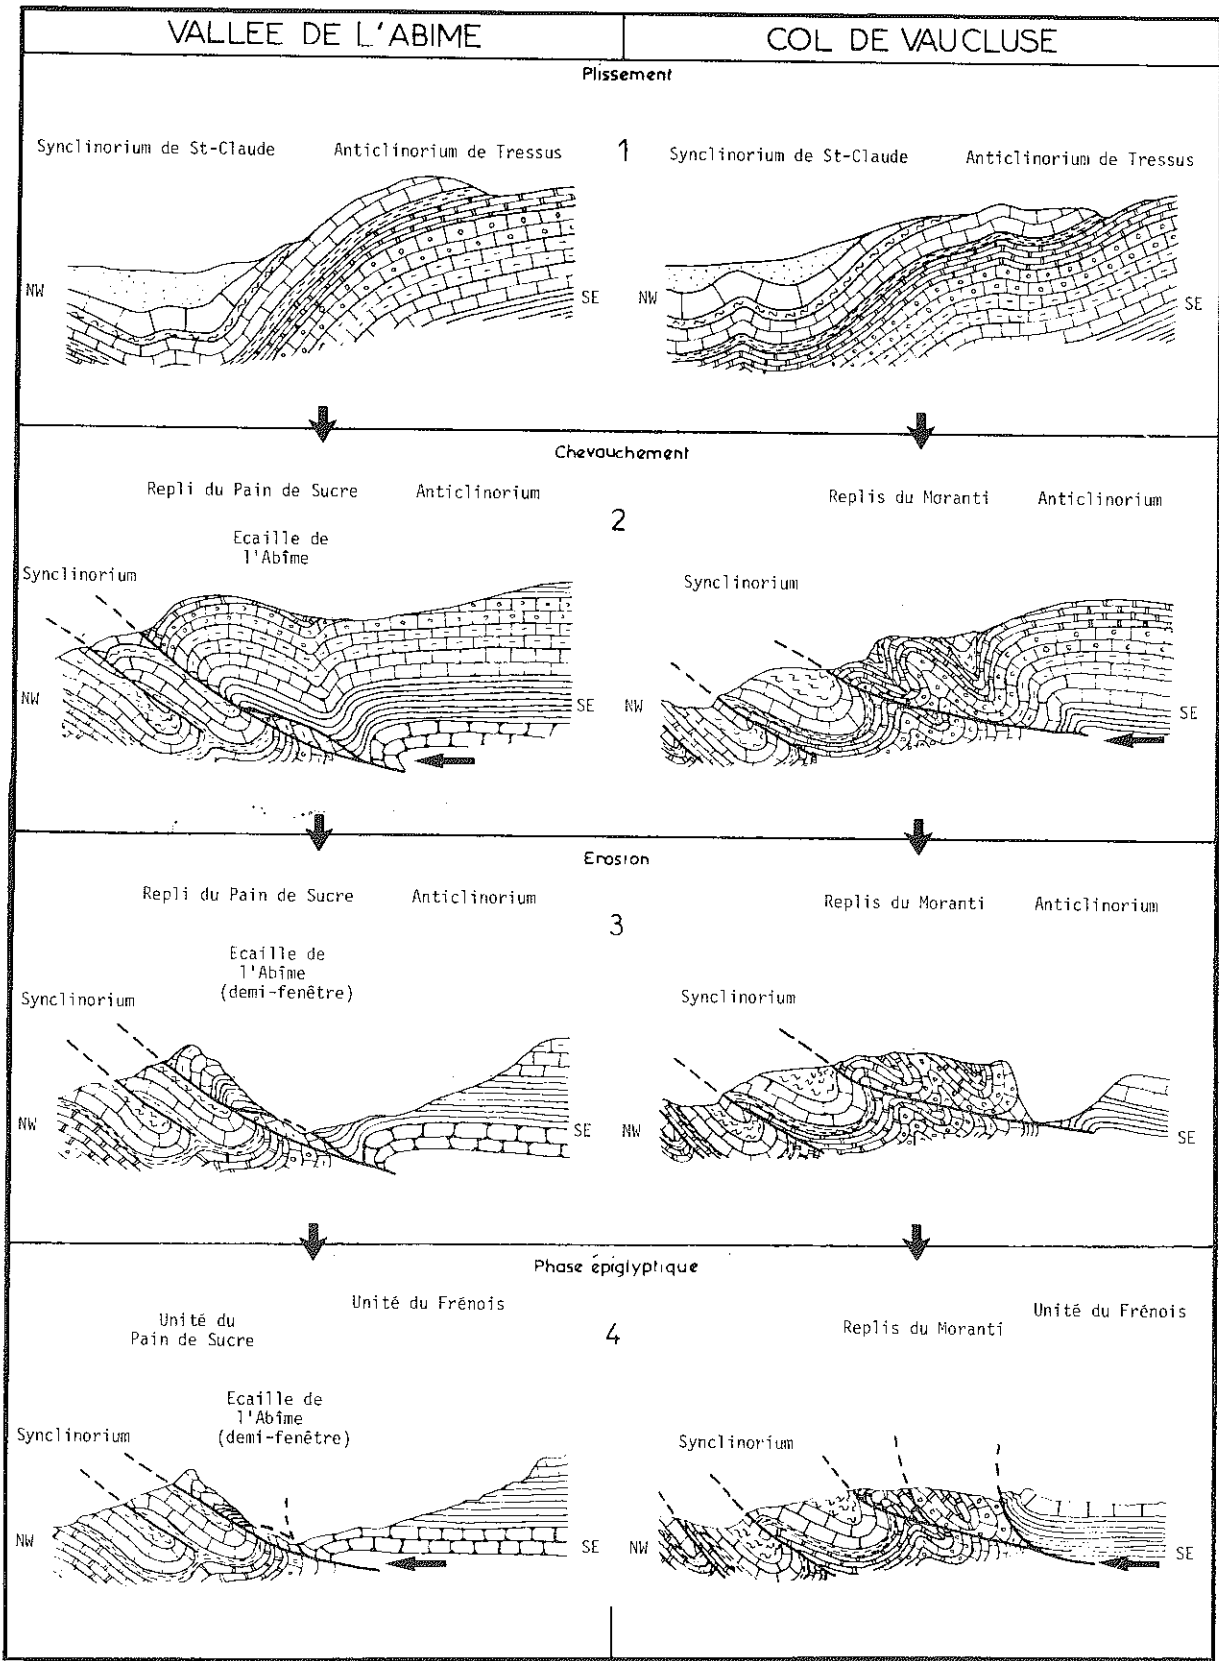 VALLEE DE L'ABIME
COL DE VAUCLUSE
Plissement
1
Synclinorium de St-Claude
Anticlinorium de Tressus
Synclinorium de St-Claude
Anticlinorium de Tressus
NW
SE
NW
SE
Chevauchement
2
Repli du Pain de Sucre
Anticlinorium
Ecaille de
l'Abîme
Synclinorium
Replis du Moranti
Anticlinorium
Synclinorium
NW
SE
NW
SE
Erosion
3
Repli du Pain de Sucre
Anticlinorium
Ecaille de
l'Abîme
(demi-fenêtre)
Synclinorium
Replis du Moranti
Anticlinorium
Synclinorium
NW
SE
NW
SE
Phase épiglyptique
4
Unité du
Pain de Sucre
Unité du Frénois
Ecaille de
l'Abîme
(demi-fenêtre)
Synclinorium
Replis du Moranti
Unité du Frénois
Synclinorium
NW
SE
NW
SE